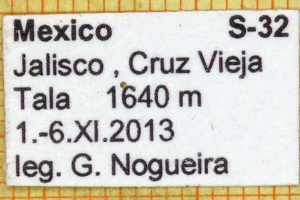 Mexico S-32
Jalisco , Cruz Vieja
Tala 1640 m
1.-6.XI.2013
leg. G. Nogueira